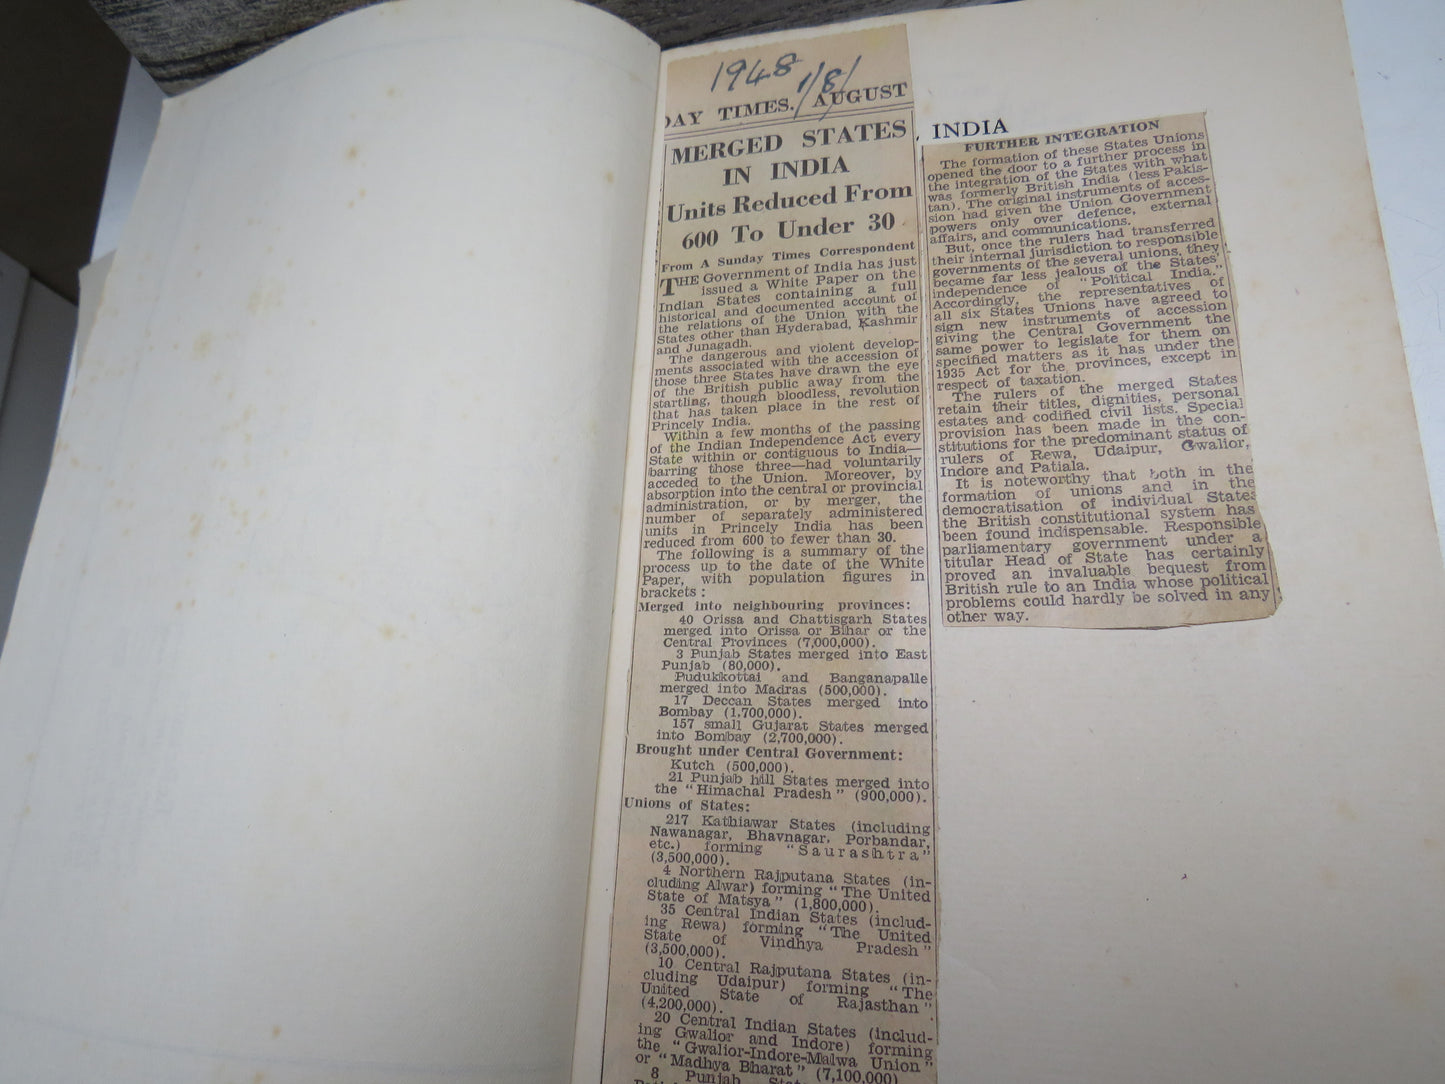 1948 1/8/
DAY TIMES. AUGUST
MERGED STATES
IN INDIA
Units Reduced From
600 To Under 30
From A Sunday Times Correspondent
THE Government of India has just
issued a White Paper on the
Indian States containing a full
historical and documented account of
the relations of the Union with the
States other than Hyderabad, Kashmir
and Junagadh.
The dangerous and violent develop-
ments associated with the accession of
those three States have drawn the eye
of the British public away from the
startling, though bloodless, revolution
that has taken place in the rest of
Princely India.
Within a few months of the passing
of the Indian Independence Act every
State within or contiguous to India—
barring those three—had voluntarily
acceded to the Union. Moreover, by
absorption into the central or provincial
administration, or by merger, the
number of separately administered
units in Princely India has been
reduced from 600 to fewer than 30.
The following is a summary of the
process up to the date of the White
Paper, with population figures in
brackets :
Merged into neighbouring provinces:
40 Orissa and Chattisgarh States
merged into Orissa or Bihar or the
Central Provinces (7,000,000).
3 Punjab States merged into East
Punjab (80,000).
Pudukkottai and Banganapalle
merged into Madras (500,000).
17 Deccan States merged into
Bombay (1,700,000).
157 small Gujarat States merged
into Bombay (2,700,000).
Brought under Central Government:
Kutch (500,000).
21 Punjab hill States merged into
the "Himachal Pradesh" (900,000).
Unions of States:
217 Kathiawar States (including
Nawanagar, Bhavnagar, Porbandar,
etc.) forming "Saurashtra"
(3,500,000).
4 Northern Rajputana States (in-
cluding Alwar) forming "The United
State of Matsya" (1,800,000).
35 Central Indian States (includ-
ing Rewa) forming "The United
State of Vindhya Pradesh"
(3,500,000).
10 Central Rajputana States (in-
cluding Udaipur) forming "The
United State of Rajasthan"
(4,200,000).
20 Central Indian States (includ-
ing Gwalior and Indore) forming
the "Gwalior-Indore-Malwa Union"
or "Madhya Bharat" (7,100,000)
8 Punjab
, INDIA
FURTHER INTEGRATION
The formation of these States Unions
opened the door to a further process in
the integration of the States with what
was formerly British India (less Pakis-
tan). The original instruments of acces-
sion had given the Union Government
powers only over defence, external
affairs, and communications.
But, once the rulers had transferred
their internal jurisdiction to responsible
governments of the several unions, they
became far less jealous of the States'
independence of "Political India."
Accordingly, the representatives of
all six States Unions have agreed to
sign new instruments of accession
giving the Central Government the
same power to legislate for them on
specified matters as it has under the
1935 Act for the provinces, except in
respect of taxation.
The rulers of the merged States
retain their titles, dignities, personal
estates and codified civil lists. Special
provision has been made in the con-
stitutions for the predominant status of
rulers of Rewa, Udaipur, Gwalior,
Indore and Patiala.
It is noteworthy that both in the
formation of unions and in the
democratisation of individual States
the British constitutional system has
been found indispensable. Responsible
parliamentary government under a
titular Head of State has certainly
proved an invaluable bequest from
British rule to an India whose political
problems could hardly be solved in any
other way.